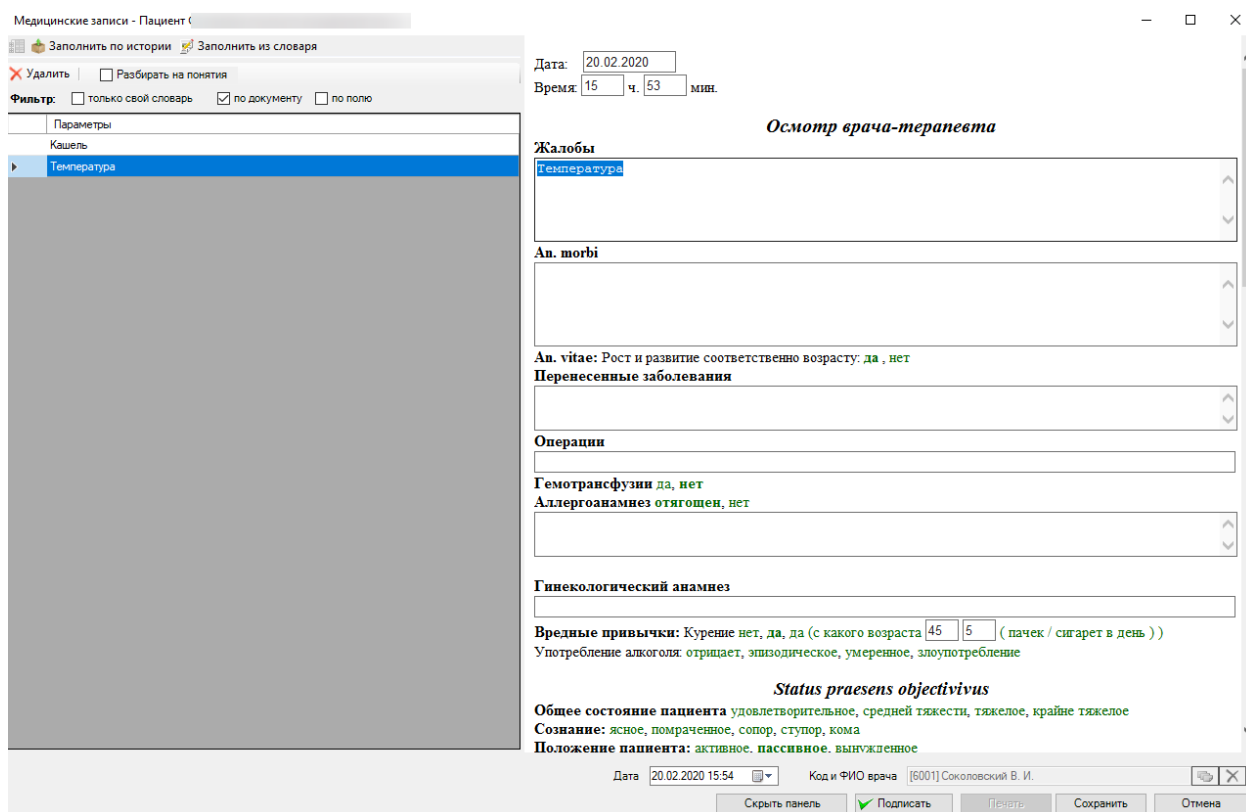 Медицинские записи - Пациент
Заполнить по истории Заполнить из словаря
Удалить Разбирать на понятия
Фильтр: только свой словарь по документу по полю
Параметры
Кашель
Температура
Дата: 20.02.2020
Время: 15 ч. 53 мин.
Осмотр врача-терапевта
Жалобы
Температура
An. morbi
An. vitae: Рост и развитие соответственно возрасту: да , нет
Перенесенные заболевания
Операции
Гемотрансфузии да, нет
Аллергоанамнез отягощен, нет
Гинекологический анамнез
Вредные привычки: Курение нет, да, да (с какого возраста 45 5 ( пачек / сигарет в день ) )
Употребление алкоголя: отрицает, эпизодическое, умеренное, злоупотребление
Status praesens objectivivus
Общее состояние пациента удовлетворительное, средней тяжести, тяжелое, крайне тяжелое
Сознание: ясное, помраченное, сопор, ступор, кома
Положение пациента: активное, пассивное, вынужденное
Дата 20.02.2020 15:54 Код и ФИО врача [6001] Соколовский В. И.
Скрыть панель Подписать Печать Сохранить Отмена